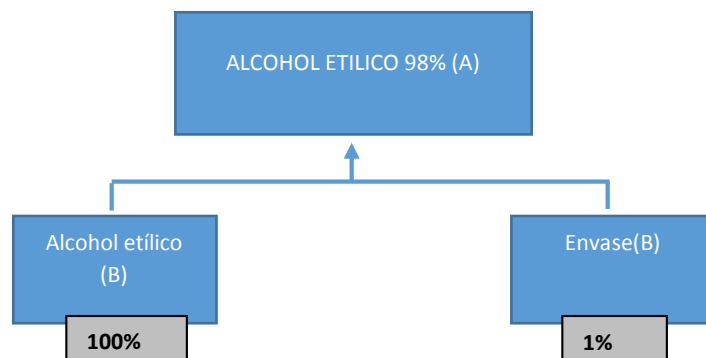 ALCOHOL ETILICO 98% (A)
Alcohol etílico
(B)
Envase(B)
100%
1%